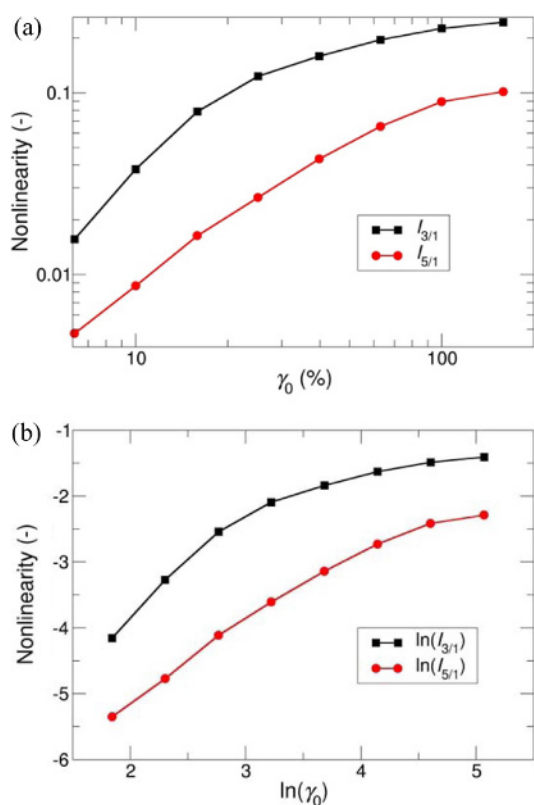 (a)
Nonlinearity (-)
0.1
0.01
I3/1
I5/1
10
100
γ0 (%)
(b)
Nonlinearity (-)
-1
-2
-3
-4
-5
-6
ln(I3/1)
ln(I5/1)
2
3
4
5
ln(γ0)